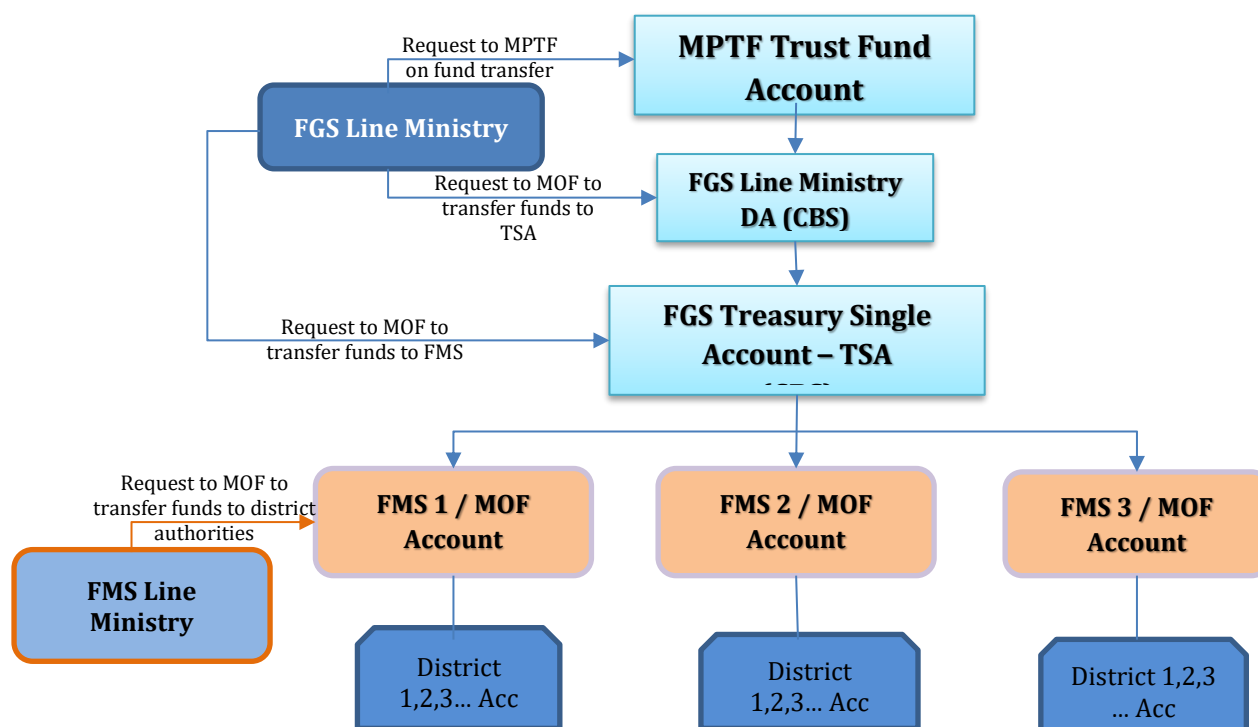 Request to MPTF
on fund transfer
MPTF Trust Fund
Account
FGS Line Ministry
Request to MOF to
transfer funds to
TSA
FGS Line Ministry
DA (CBS)
Request to MOF to
transfer funds to FMS
FGS Treasury Single
Account – TSA
Request to MOF to
transfer funds to district
authorities
FMS 1 / MOF
Account
FMS 2 / MOF
Account
FMS 3 / MOF
Account
FMS Line
Ministry
District
1,2,3... Acc
District
1,2,3... Acc
District 1,2,3
... Acc